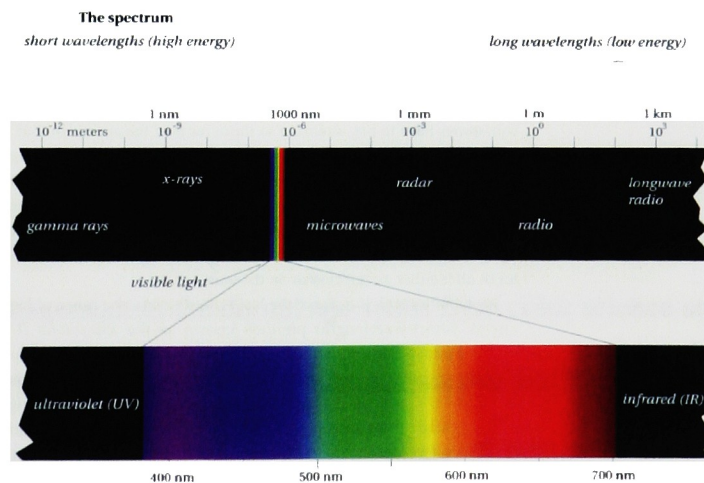 The spectrum
short wavelengths (high energy) long wavelengths (low energy)
1 nm 1000 nm 1 mm 1 m 1 km
10⁻¹² meters 10⁻⁹ 10⁻⁶ 10⁻³ 10⁰ 10³
x-rays radar longwave
radio
gamma rays microwaves radio
visible light
ultraviolet (UV) infrared (IR)
400 nm 500 nm 600 nm 700 nm